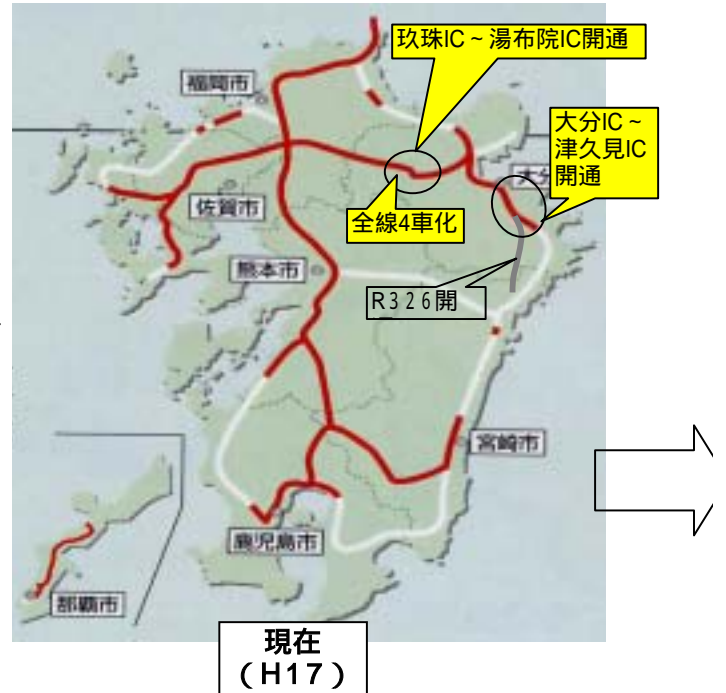 玖珠IC～湯布院IC開通
福岡市
大分IC～
津久見IC
開通
大分
佐賀市
全線4車化
熊本市
R326開
宮崎市
鹿児島市
那覇市
現在
（H17）